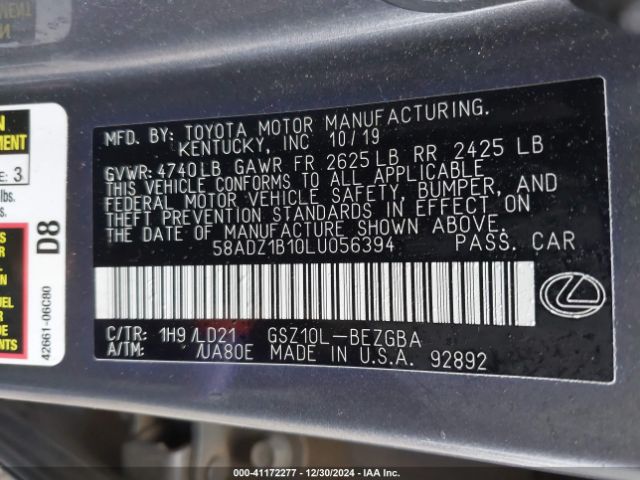 MFD. BY: TOYOTA MOTOR MANUFACTURING.
KENTUCKY, INC 10/19
GVWR: 4740LB GAWR FR 2625LB RR 2425 LB
THIS VEHICLE CONFORMS TO ALL APPLICABLE
FEDERAL MOTOR VEHICLE SAFETY, BUMPER, AND
THEFT PREVENTION STANDARDS IN EFFECT ON
THE DATE OF MANUFACTURE SHOWN ABOVE.
58ADZ1B10LU056394 PASS. CAR
C/TR: 1H9 /LD21 GSZ10L-BEZGBA
A/TM: /UA80E MADE IN U.S.A. 92892
N
MENT
E: 3
lbs.
s.
D8
42661-06C80
000-41172277 - 12/30/2024 - IAA Inc.